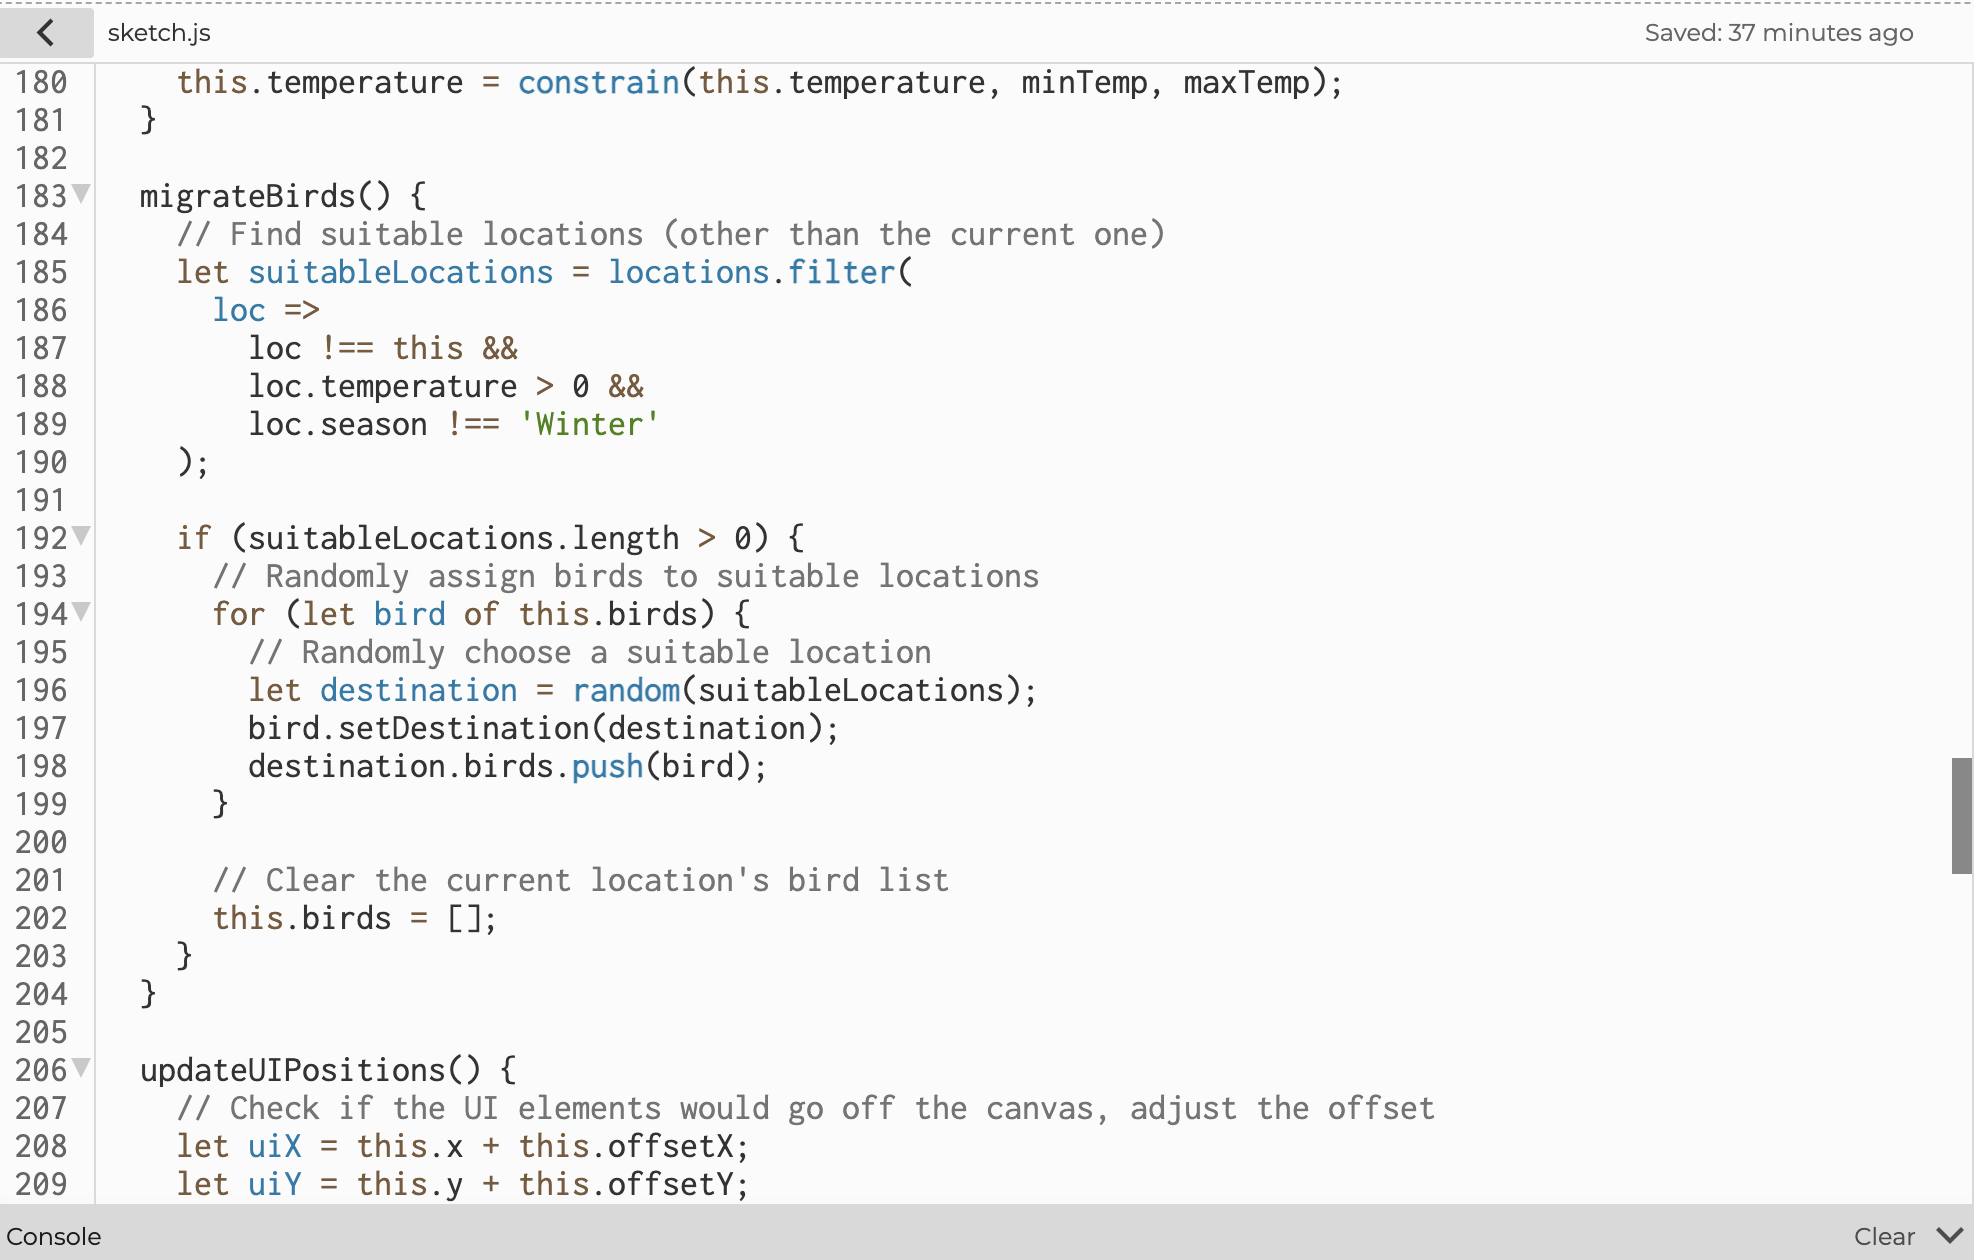 sketch.js
Saved: 37 minutes ago
180 this.temperature = constrain(this.temperature, minTemp, maxTemp);
181 }
182
183 migrateBirds() {
184 // Find suitable locations (other than the current one)
185 let suitableLocations = locations.filter(
186 loc =>
187 loc !== this &&
188 loc.temperature > 0 &&
189 loc.season !== 'Winter'
190 );
191
192 if (suitableLocations.length > 0) {
193 // Randomly assign birds to suitable locations
194 for (let bird of this.birds) {
195 // Randomly choose a suitable location
196 let destination = random(suitableLocations);
197 bird.setDestination(destination);
198 destination.birds.push(bird);
199 }
200
201 // Clear the current location's bird list
202 this.birds = [];
203 }
204 }
205
206 updateUIPositions() {
207 // Check if the UI elements would go off the canvas, adjust the offset
208 let uiX = this.x + this.offsetX;
209 let uiY = this.y + this.offsetY;
Console
Clear